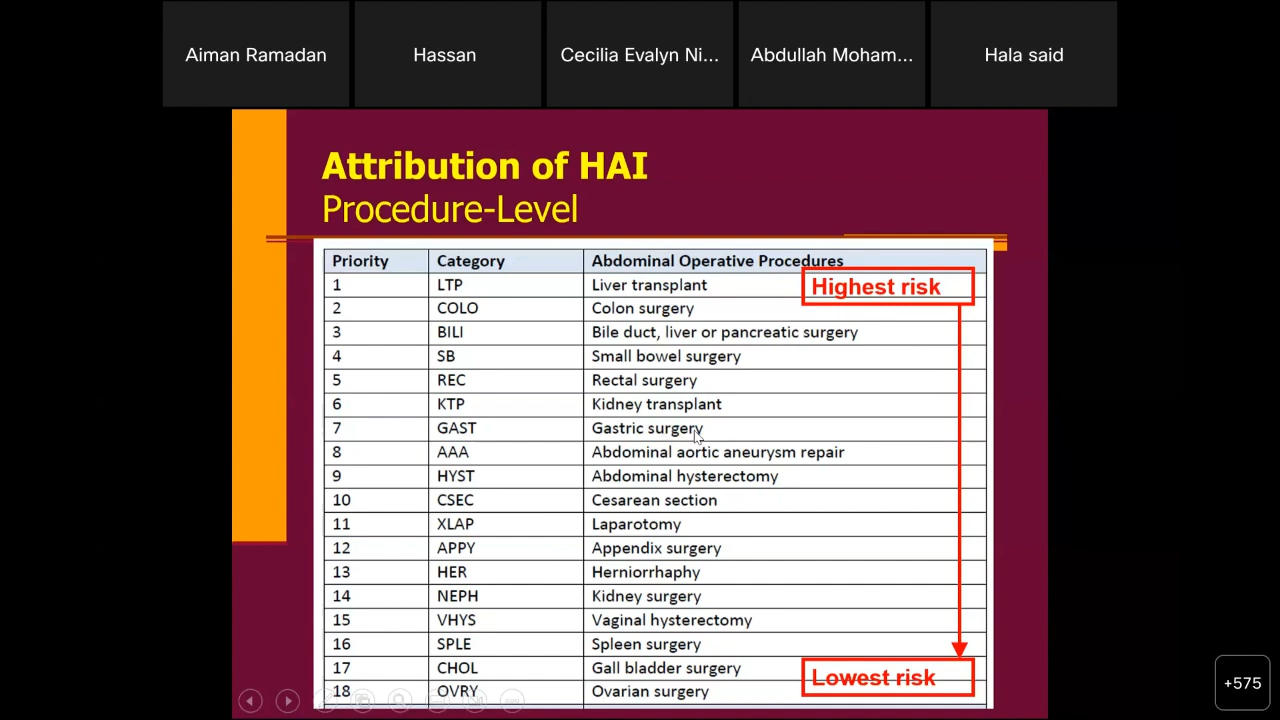 Aiman Ramadan
Hassan
Cecilia Evalyn Ni...
Abdullah Moham...
Hala said
Attribution of HAI
Procedure-Level
Priority Category Abdominal Operative Procedures
1 LTP Liver transplant
Highest risk
2 COLO Colon surgery
3 BILI Bile duct, liver or pancreatic surgery
4 SB Small bowel surgery
5 REC Rectal surgery
6 KTP Kidney transplant
7 GAST Gastric surgery
8 AAA Abdominal aortic aneurysm repair
9 HYST Abdominal hysterectomy
10 CSEC Cesarean section
11 XLAP Laparotomy
12 APPY Appendix surgery
13 HER Herniorrhaphy
14 NEPH Kidney surgery
15 VHYS Vaginal hysterectomy
16 SPLE Spleen surgery
17 CHOL Gall bladder surgery
Lowest risk
18 OVRY Ovarian surgery
+575